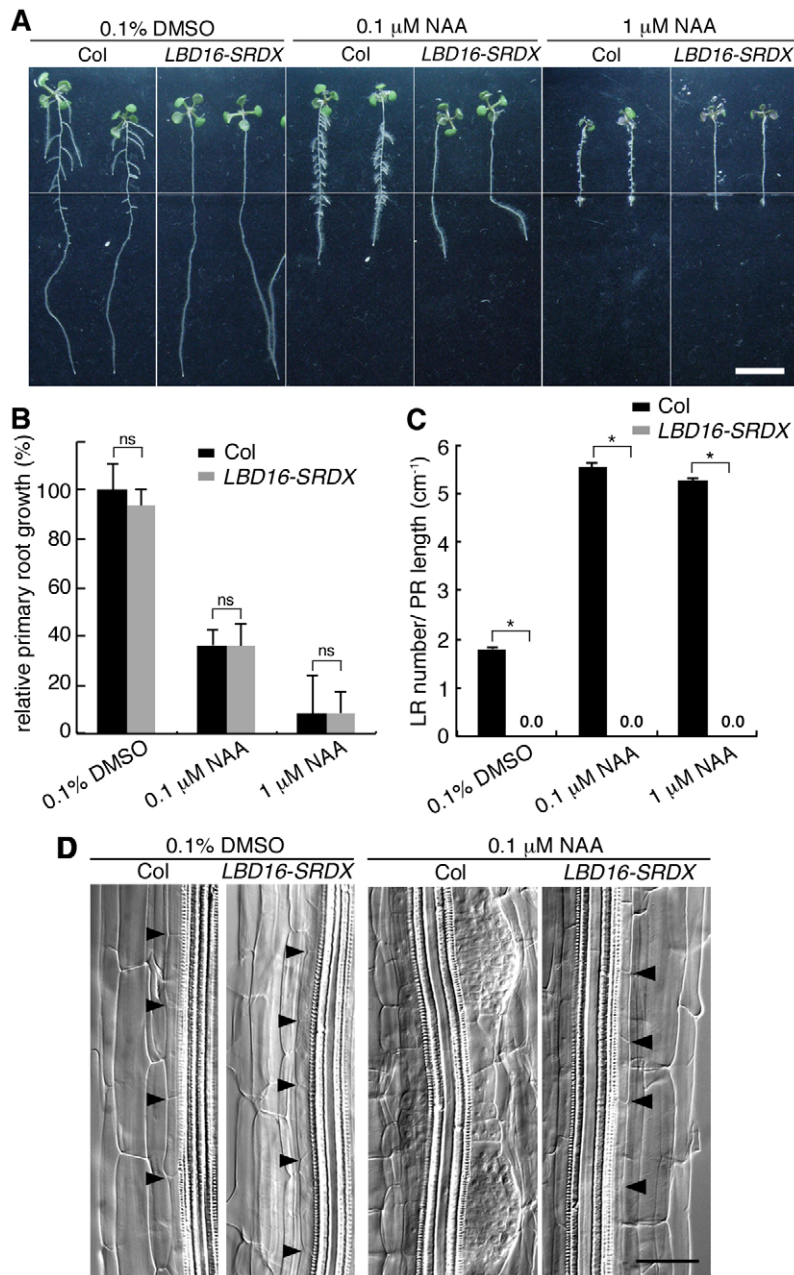 A
0.1% DMSO 0.1 μM NAA 1 μM NAA
Col LBD16-SRDX Col LBD16-SRDX Col LBD16-SRDX
B
relative primary root growth (%)
Col
LBD16-SRDX
100
80
60
40
20
0
ns
ns
ns
0.1% DMSO
0.1 μM NAA
1 μM NAA
C
LR number/ PR length (cm⁻¹)
Col
LBD16-SRDX
6
5
4
3
2
1
0
*
*
*
0.0
0.0
0.0
0.1% DMSO
0.1 μM NAA
1 μM NAA
D
0.1% DMSO 0.1 μM NAA
Col LBD16-SRDX Col LBD16-SRDX